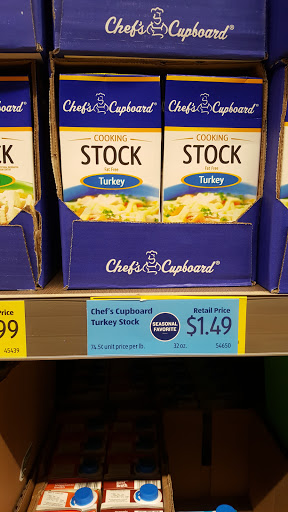 Chef's Cupboard®
Chef's Cupboard®
COOKING
STOCK
Fat Free
Turkey
Chef's Cupboard®
COOKING
STOCK
Fat Free
Turkey
Chef's Cupboard®
Price
99
45439
Chef's Cupboard
Turkey Stock
SEASONAL
FAVORITE
Retail Price
$1.49
74.5¢ unit price per lb.
32 oz.
54650